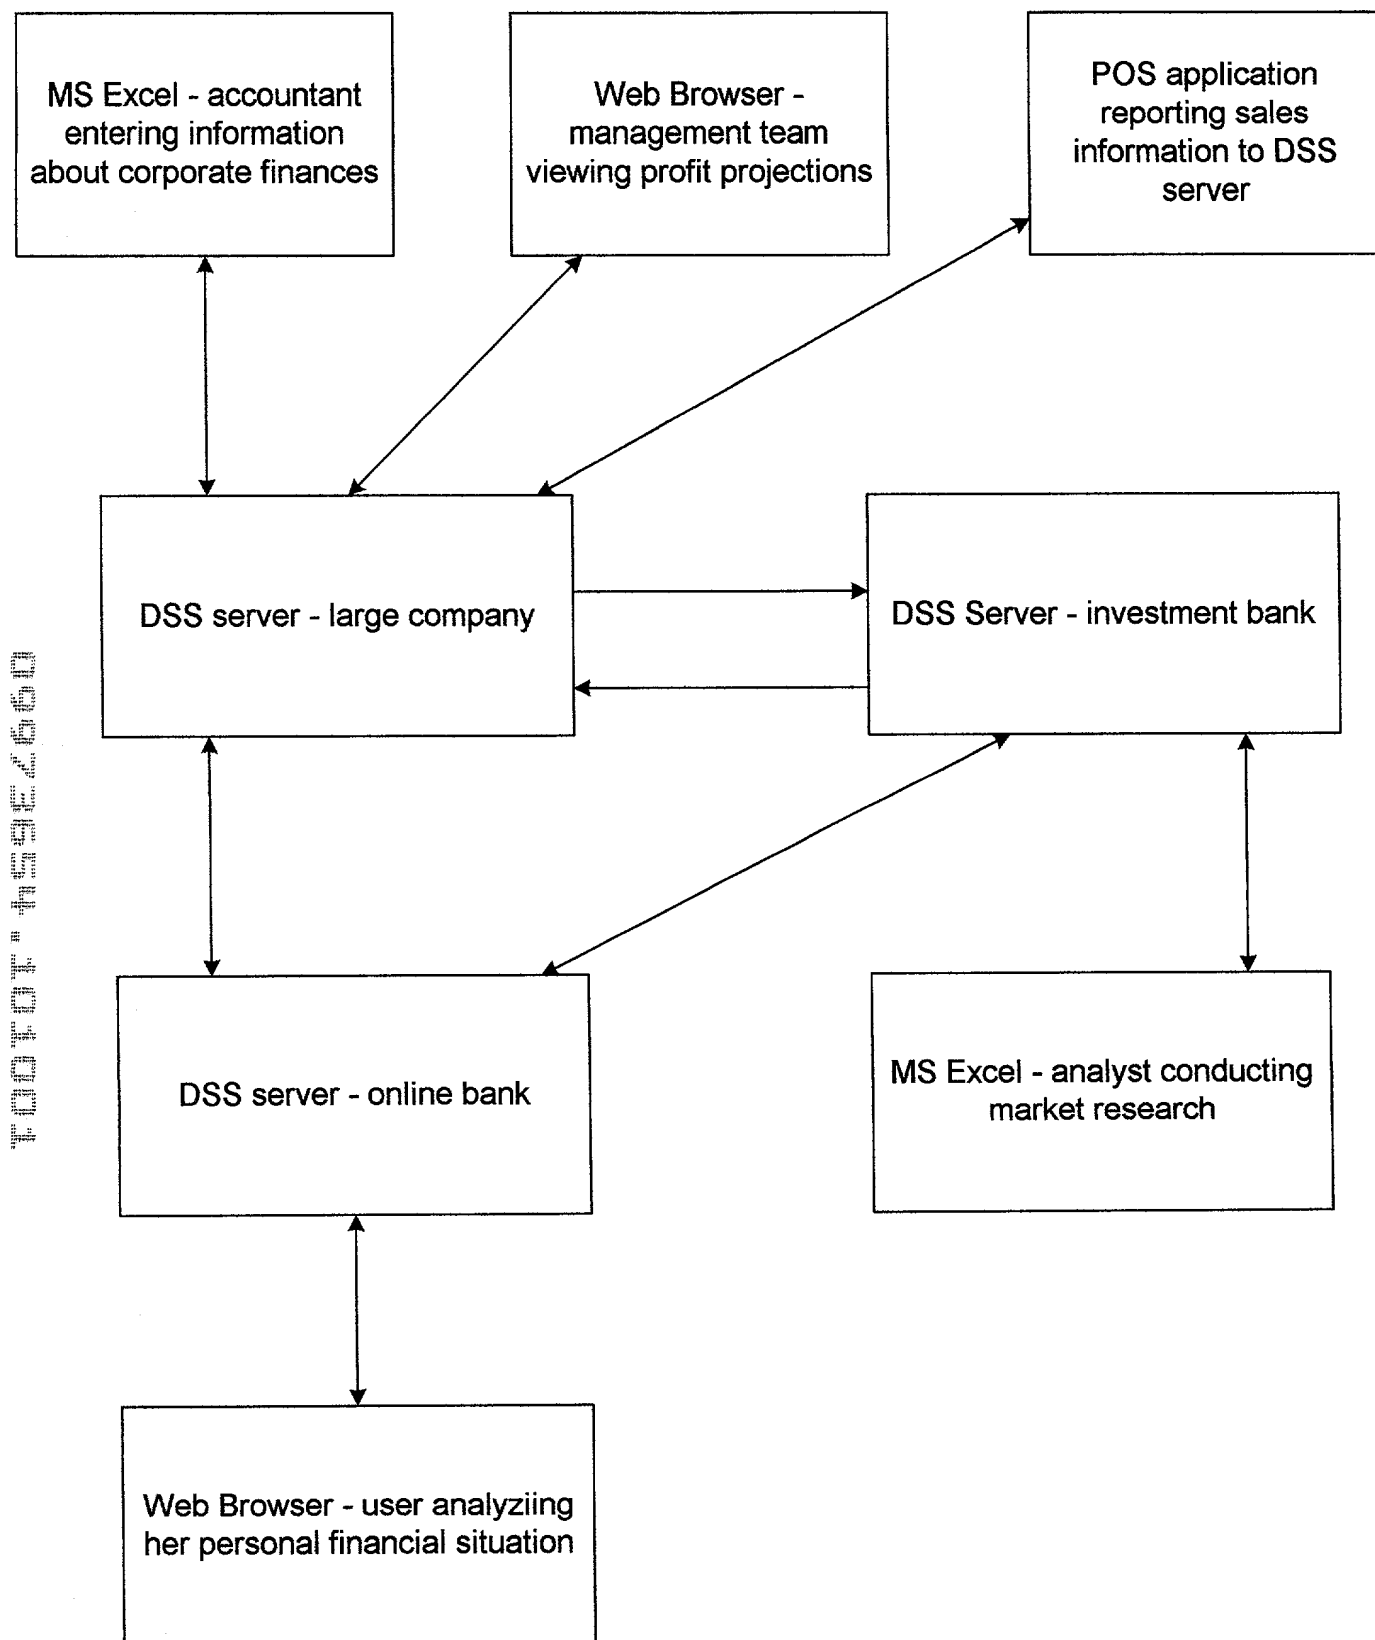 MS Excel - accountant
entering information
about corporate finances
Web Browser -
management team
viewing profit projections
POS application
reporting sales
information to DSS
server
DSS server - large company
DSS Server - investment bank
DSS server - online bank
MS Excel - analyst conducting
market research
Web Browser - user analyziing
her personal financial situation